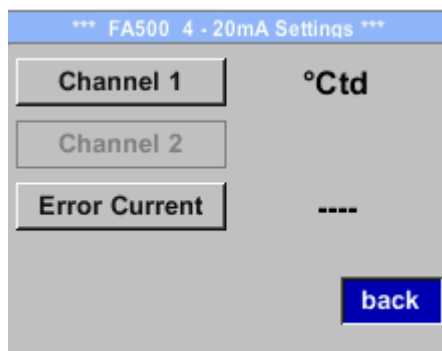 *** FA500 4 - 20mA Settings ***
Channel 1 °Ctd
Channel 2
Error Current ----
back